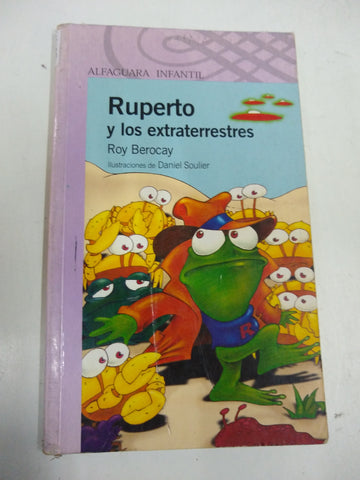 ALFAGUARA INFANTIL
Ruperto
y los extraterrestres
Roy Berocay
Ilustraciones de Daniel Soulier
R